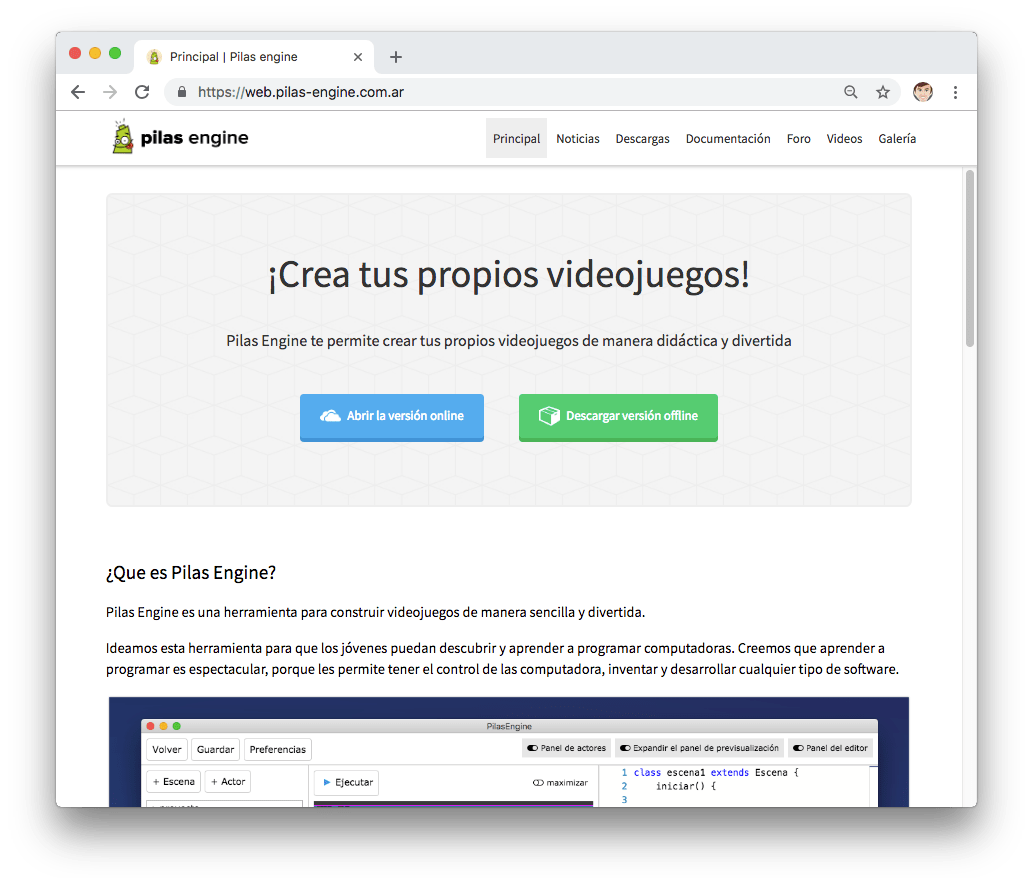 Principal | Pilas engine
https://web.pilas-engine.com.ar
pilas engine
Principal Noticias Descargas Documentación Foro Videos Galería
¡Crea tus propios videojuegos!
Pilas Engine te permite crear tus propios videojuegos de manera didáctica y divertida
Abrir la versión online Descargar versión offline
¿Que es Pilas Engine?
Pilas Engine es una herramienta para construir videojuegos de manera sencilla y divertida.
Ideamos esta herramienta para que los jóvenes puedan descubrir y aprender a programar computadoras. Creemos que aprender a
programar es espectacular, porque les permite tener el control de las computadora, inventar y desarrollar cualquier tipo de software.
PilasEngine
Volver Guardar Preferencias Panel de actores Expandir el panel de previsualización Panel del editor
+ Escena + Actor Ejecutar maximizar 1 class escena1 extends Escena {
2 iniciar() {
3